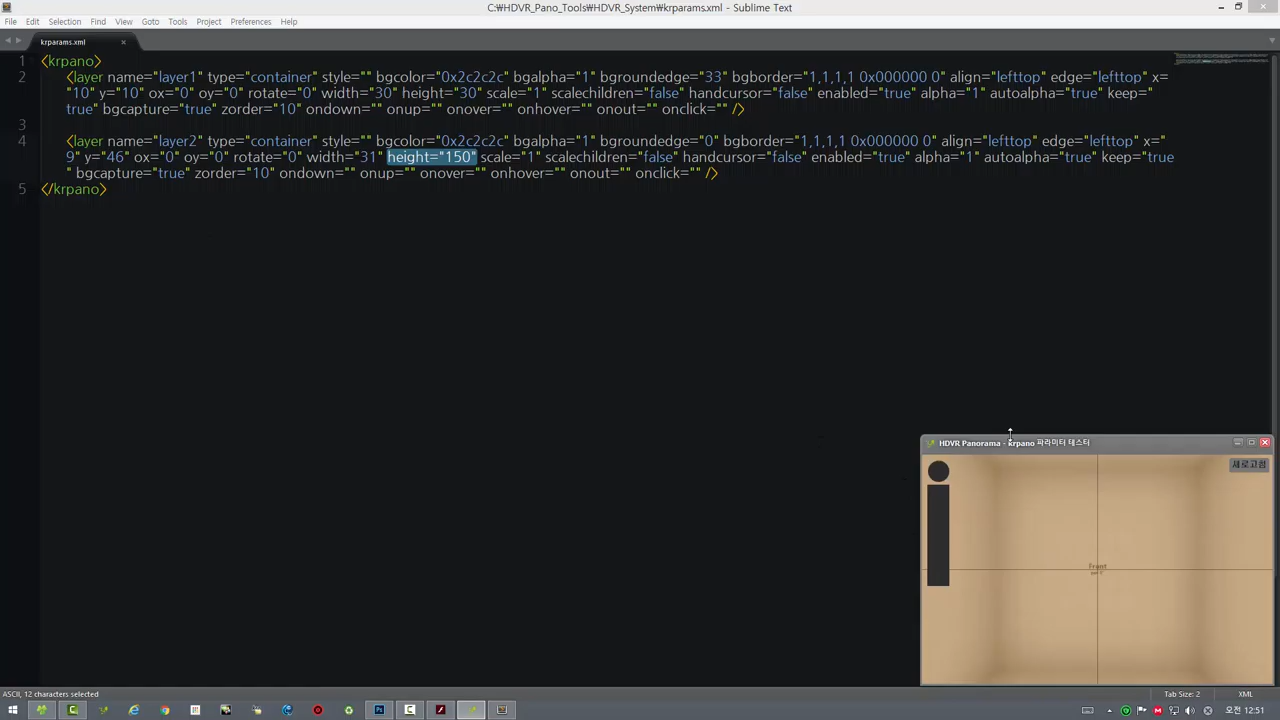 C:₩HDVR_Pano_Tools₩HDVR_System₩krparams.xml - Sublime Text
File Edit Selection Find View Goto Tools Project Preferences Help
krparams.xml ×
1 <krpano>
2 <layer name="layer1" type="container" style="" bgcolor="0x2c2c2c" bgalpha="1" bgroundedge="33" bgborder="1,1,1,1 0x000000 0" align="lefttop" edge="lefttop" x=
"10" y="10" ox="0" oy="0" rotate="0" width="30" height="30" scale="1" scalechildren="false" handcursor="false" enabled="true" alpha="1" autoalpha="true" keep="
true" bgcapture="true" zorder="10" ondown="" onup="" onover="" onhover="" onout="" onclick="" />
3
4 <layer name="layer2" type="container" style="" bgcolor="0x2c2c2c" bgalpha="1" bgroundedge="0" bgborder="1,1,1,1 0x000000 0" align="lefttop" edge="lefttop" x="
9" y="46" ox="0" oy="0" rotate="0" width="31" height="150" scale="1" scalechildren="false" handcursor="false" enabled="true" alpha="1" autoalpha="true" keep="true
" bgcapture="true" zorder="10" ondown="" onup="" onover="" onhover="" onout="" onclick="" />
5 </krpano>
HDVR Panorama - krpano 파라미터 테스터
새로고침
front
ASCII, 12 characters selected
Tab Size: 2
XML
오전 12:51